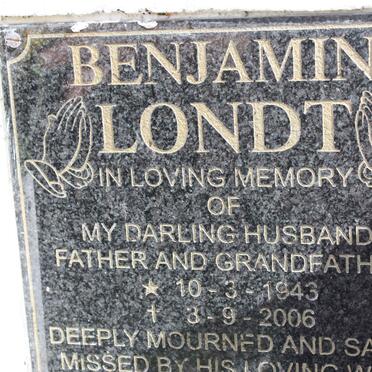 BENJAMIN
LONDT
IN LOVING MEMORY
OF
MY DARLING HUSBAND
FATHER AND GRANDFATH
★ 10 - 3 - 1943
† 3 - 9 - 2006
DEEPLY MOURNED AND SA
MISSED BY HIS LOVING W